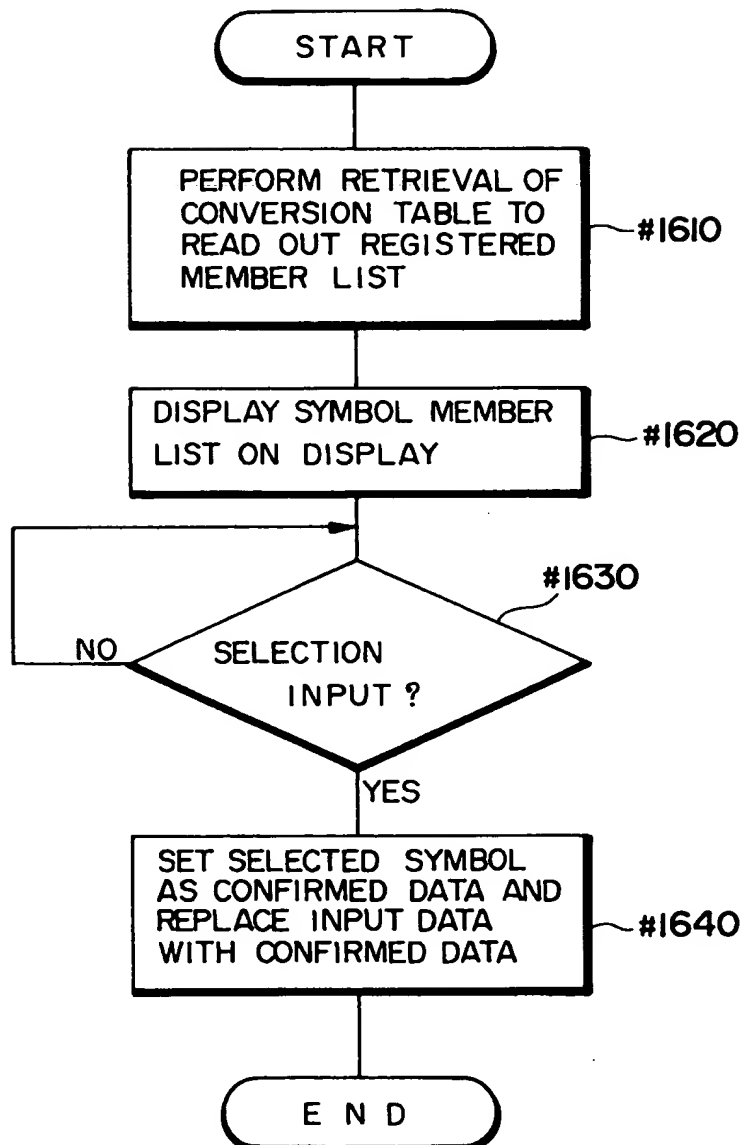 START
PERFORM RETRIEVAL OF
CONVERSION TABLE TO
READ OUT REGISTERED
MEMBER LIST
#1610
DISPLAY SYMBOL MEMBER
LIST ON DISPLAY
#1620
#1630
NO
SELECTION
INPUT ?
YES
SET SELECTED SYMBOL
AS CONFIRMED DATA AND
REPLACE INPUT DATA
WITH CONFIRMED DATA
#1640
END